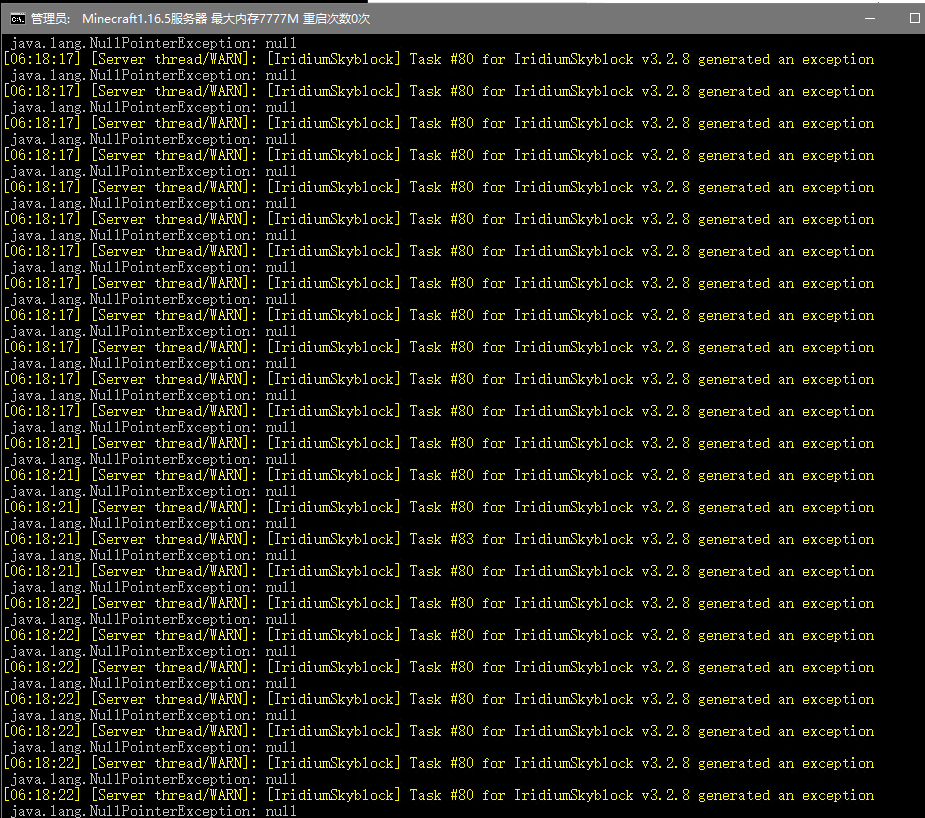 管理员: Minecraft1.16.5服务器 最大内存7777M 重启次数0次
java.lang.NullPointerException: null
[06:18:17] [Server thread/WARN]: [IridiumSkyblock] Task #80 for IridiumSkyblock v3.2.8 generated an exception
java.lang.NullPointerException: null
[06:18:17] [Server thread/WARN]: [IridiumSkyblock] Task #80 for IridiumSkyblock v3.2.8 generated an exception
java.lang.NullPointerException: null
[06:18:17] [Server thread/WARN]: [IridiumSkyblock] Task #80 for IridiumSkyblock v3.2.8 generated an exception
java.lang.NullPointerException: null
[06:18:17] [Server thread/WARN]: [IridiumSkyblock] Task #80 for IridiumSkyblock v3.2.8 generated an exception
java.lang.NullPointerException: null
[06:18:17] [Server thread/WARN]: [IridiumSkyblock] Task #80 for IridiumSkyblock v3.2.8 generated an exception
java.lang.NullPointerException: null
[06:18:17] [Server thread/WARN]: [IridiumSkyblock] Task #80 for IridiumSkyblock v3.2.8 generated an exception
java.lang.NullPointerException: null
[06:18:17] [Server thread/WARN]: [IridiumSkyblock] Task #80 for IridiumSkyblock v3.2.8 generated an exception
java.lang.NullPointerException: null
[06:18:17] [Server thread/WARN]: [IridiumSkyblock] Task #80 for IridiumSkyblock v3.2.8 generated an exception
java.lang.NullPointerException: null
[06:18:17] [Server thread/WARN]: [IridiumSkyblock] Task #80 for IridiumSkyblock v3.2.8 generated an exception
java.lang.NullPointerException: null
[06:18:17] [Server thread/WARN]: [IridiumSkyblock] Task #80 for IridiumSkyblock v3.2.8 generated an exception
java.lang.NullPointerException: null
[06:18:17] [Server thread/WARN]: [IridiumSkyblock] Task #80 for IridiumSkyblock v3.2.8 generated an exception
java.lang.NullPointerException: null
[06:18:17] [Server thread/WARN]: [IridiumSkyblock] Task #80 for IridiumSkyblock v3.2.8 generated an exception
java.lang.NullPointerException: null
[06:18:21] [Server thread/WARN]: [IridiumSkyblock] Task #80 for IridiumSkyblock v3.2.8 generated an exception
java.lang.NullPointerException: null
[06:18:21] [Server thread/WARN]: [IridiumSkyblock] Task #80 for IridiumSkyblock v3.2.8 generated an exception
java.lang.NullPointerException: null
[06:18:21] [Server thread/WARN]: [IridiumSkyblock] Task #80 for IridiumSkyblock v3.2.8 generated an exception
java.lang.NullPointerException: null
[06:18:21] [Server thread/WARN]: [IridiumSkyblock] Task #83 for IridiumSkyblock v3.2.8 generated an exception
java.lang.NullPointerException: null
[06:18:21] [Server thread/WARN]: [IridiumSkyblock] Task #80 for IridiumSkyblock v3.2.8 generated an exception
java.lang.NullPointerException: null
[06:18:22] [Server thread/WARN]: [IridiumSkyblock] Task #80 for IridiumSkyblock v3.2.8 generated an exception
java.lang.NullPointerException: null
[06:18:22] [Server thread/WARN]: [IridiumSkyblock] Task #80 for IridiumSkyblock v3.2.8 generated an exception
java.lang.NullPointerException: null
[06:18:22] [Server thread/WARN]: [IridiumSkyblock] Task #80 for IridiumSkyblock v3.2.8 generated an exception
java.lang.NullPointerException: null
[06:18:22] [Server thread/WARN]: [IridiumSkyblock] Task #80 for IridiumSkyblock v3.2.8 generated an exception
java.lang.NullPointerException: null
[06:18:22] [Server thread/WARN]: [IridiumSkyblock] Task #80 for IridiumSkyblock v3.2.8 generated an exception
java.lang.NullPointerException: null
[06:18:22] [Server thread/WARN]: [IridiumSkyblock] Task #80 for IridiumSkyblock v3.2.8 generated an exception
java.lang.NullPointerException: null
[06:18:22] [Server thread/WARN]: [IridiumSkyblock] Task #80 for IridiumSkyblock v3.2.8 generated an exception
java.lang.NullPointerException: null